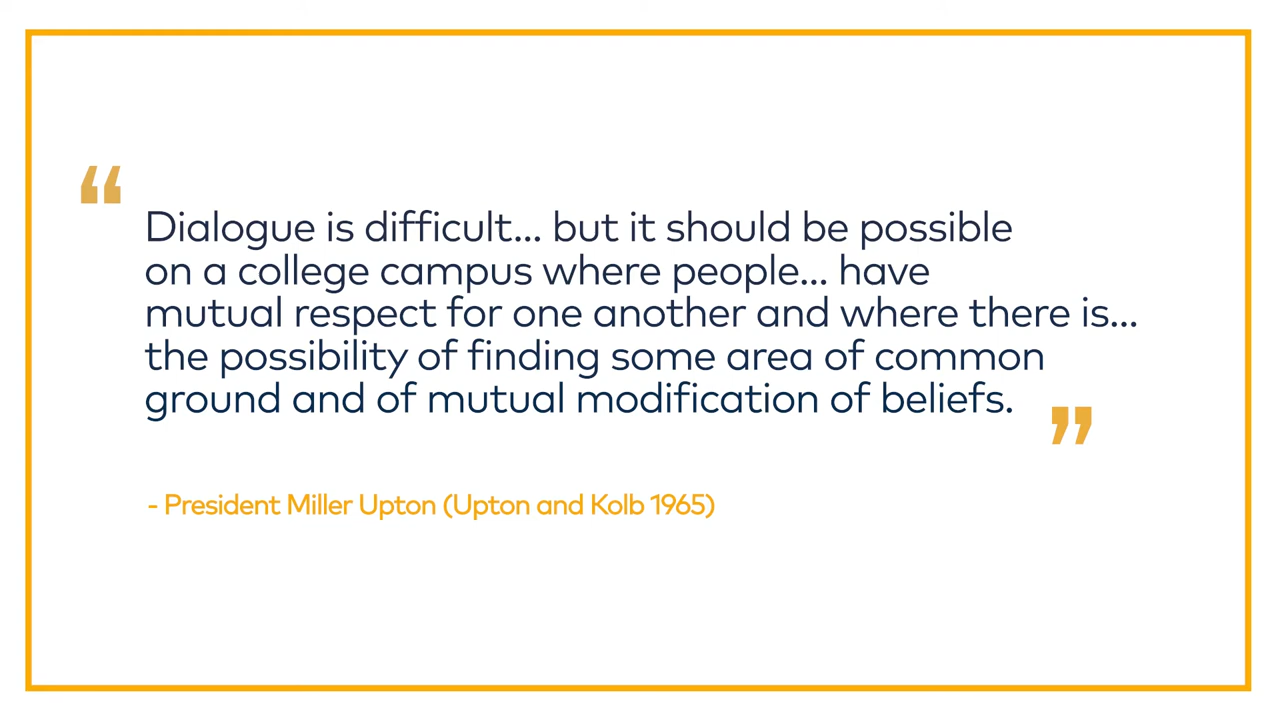 “
Dialogue is difficult... but it should be possible
on a college campus where people... have
mutual respect for one another and where there is...
the possibility of finding some area of common
ground and of mutual modification of beliefs.
”
- President Miller Upton (Upton and Kolb 1965)